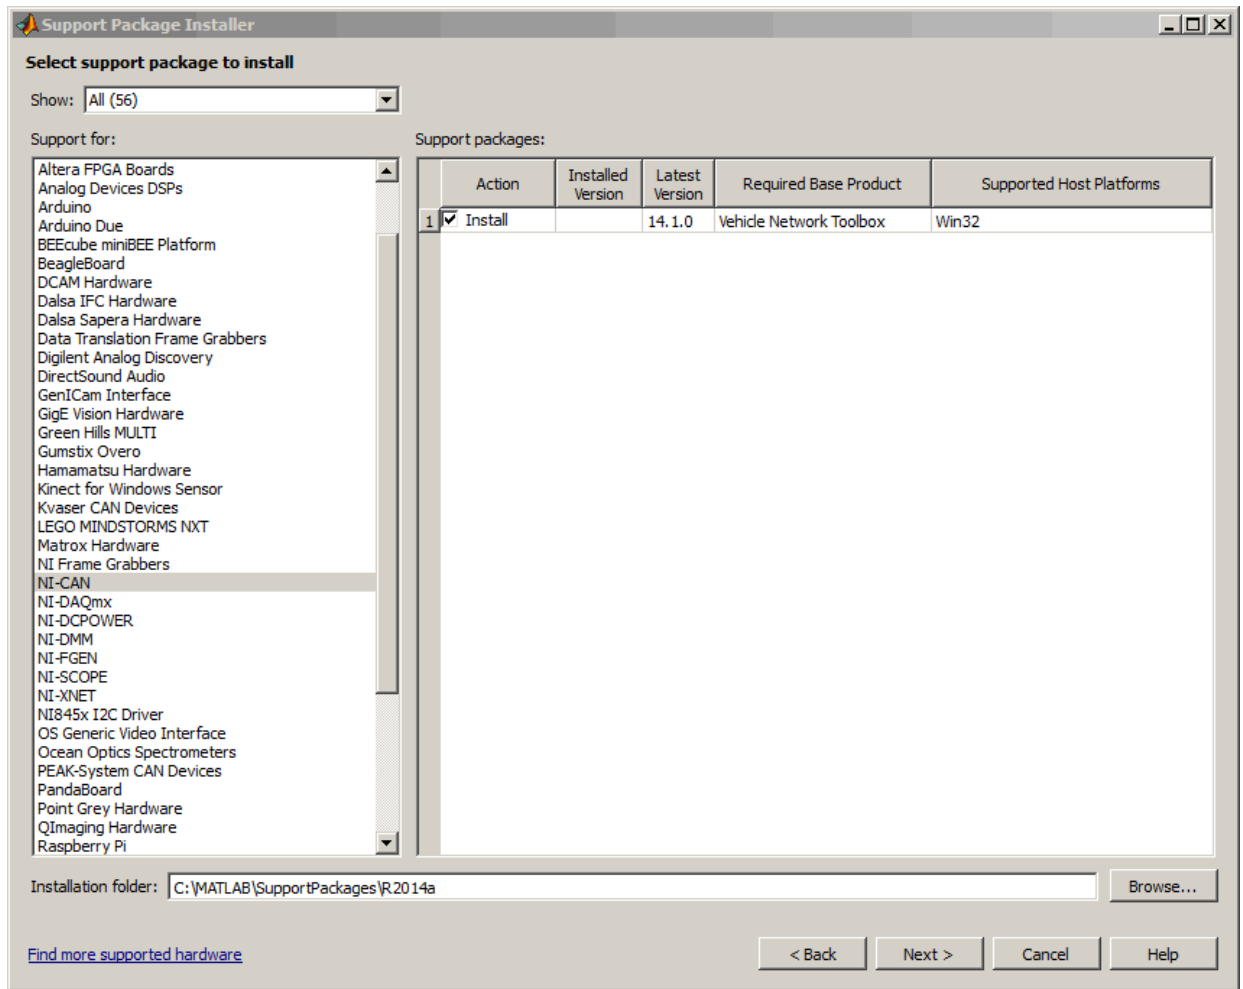 Support Package Installer
Select support package to install
Show: All (56)
Support for:
Altera FPGA Boards
Analog Devices DSPs
Arduino
Arduino Due
BEEcube miniBEE Platform
BeagleBoard
DCAM Hardware
Dalsa IFC Hardware
Dalsa Sapera Hardware
Data Translation Frame Grabbers
Digilent Analog Discovery
DirectSound Audio
GenICam Interface
GigE Vision Hardware
Green Hills MULTI
Gumstix Overo
Hamamatsu Hardware
Kinect for Windows Sensor
Kvaser CAN Devices
LEGO MINDSTORMS NXT
Matrox Hardware
NI Frame Grabbers
NI-CAN
NI-DAQmx
NI-DCPOWER
NI-DMM
NI-FGEN
NI-SCOPE
NI-XNET
NI845x I2C Driver
OS Generic Video Interface
Ocean Optics Spectrometers
PEAK-System CAN Devices
PandaBoard
Point Grey Hardware
QImaging Hardware
Raspberry Pi
Support packages:
Action Installed Version Latest Version Required Base Product Supported Host Platforms
1 Install 14.1.0 Vehicle Network Toolbox Win32
Installation folder: C:\MATLAB\SupportPackages\R2014a Browse...
Find more supported hardware < Back Next > Cancel Help